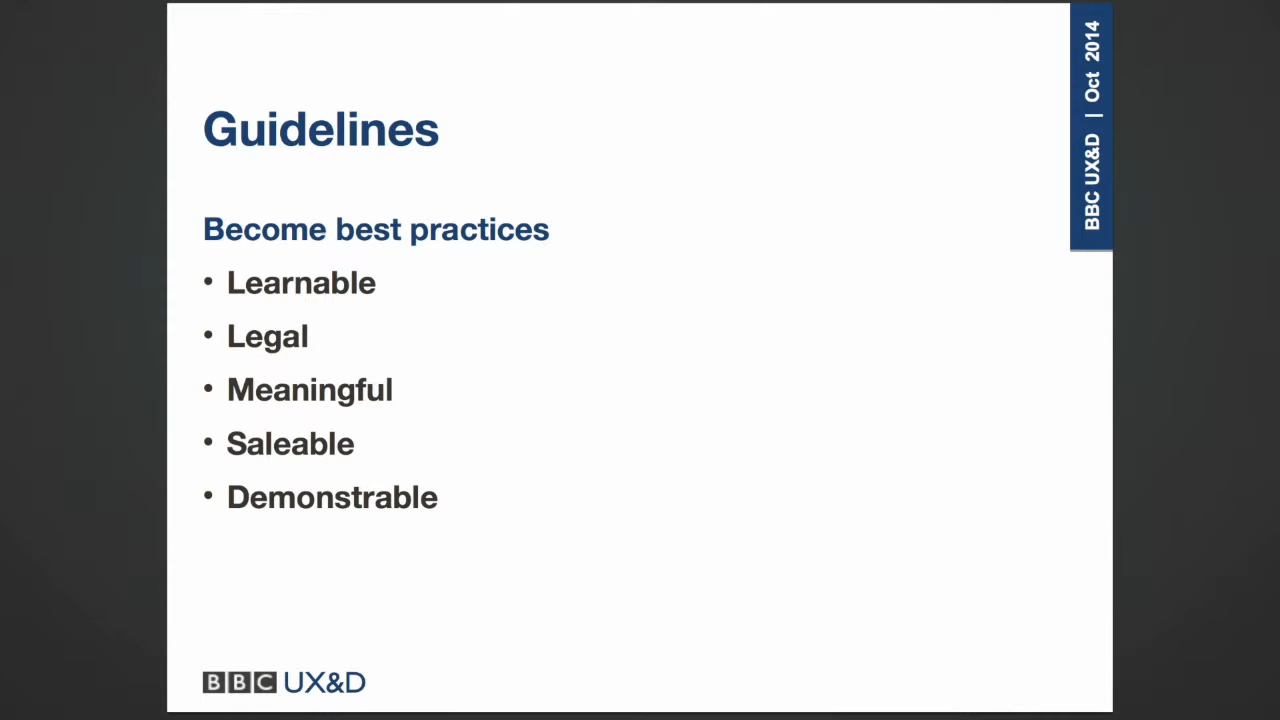 BBC UX&D | Oct 2014
Guidelines
Become best practices
• Learnable
• Legal
• Meaningful
• Saleable
• Demonstrable
BBC UX&D